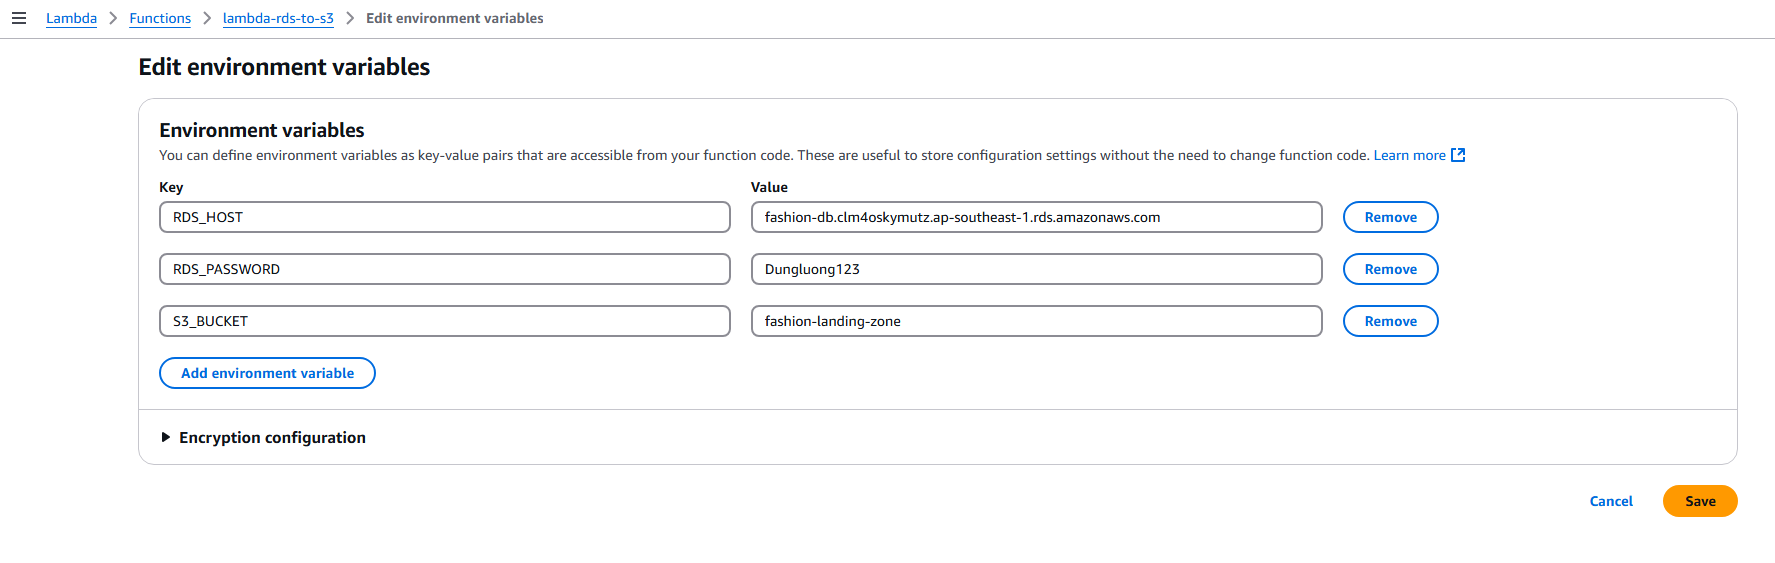 Lambda > Functions > lambda-rds-to-s3 > Edit environment variables
Edit environment variables
Environment variables
You can define environment variables as key-value pairs that are accessible from your function code. These are useful to store configuration settings without the need to change function code. Learn more
Key Value
RDS_HOST fashion-db.clm4oskymutz.ap-southeast-1.rds.amazonaws.com Remove
RDS_PASSWORD Dungluong123 Remove
S3_BUCKET fashion-landing-zone Remove
Add environment variable
Encryption configuration
Cancel Save